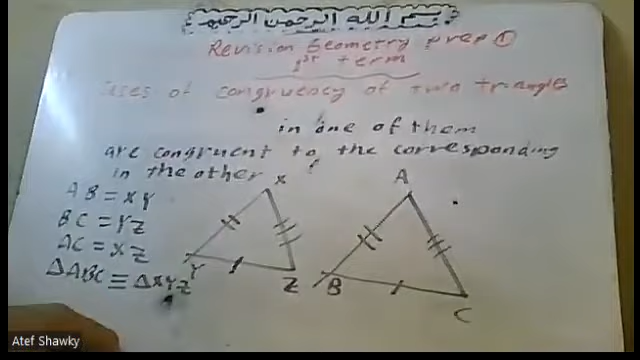 بسم الله الرحمن الرحيم
Revision Geometry prep ①
1st term
Cases of congruency of two triangles
in one of them
are congruent to the corresponding
in the other
AB = XY
BC = YZ
AC = XZ
ΔABC ≡ ΔXYZ
X
Y
Z
A
B
C
Atef Shawky